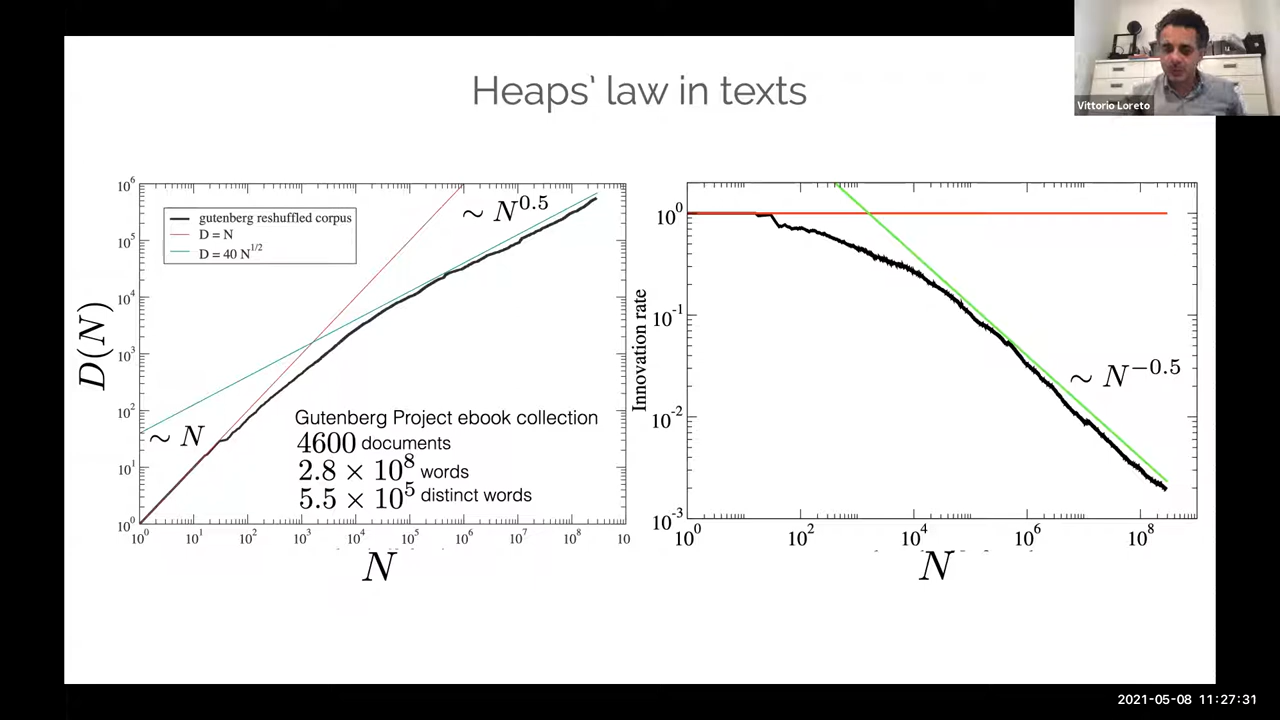 Heaps' law in texts
Vittorio Loreto
10^6
10^5
10^4
10^3
10^2
10^1
10^0
D(N)
gutenberg reshuffled corpus
D = N
D = 40 N^{1/2}
∼ N^{0.5}
∼ N
Gutenberg Project ebook collection
4600 documents
2.8 × 10^8 words
5.5 × 10^5 distinct words
10^0 10^1 10^2 10^3 10^4 10^5 10^6 10^7 10^8 10
N
10^0
10^-1
10^-2
10^-3
Innovation rate
∼ N^{−0.5}
10^0 10^2 10^4 10^6 10^8
N
2021-05-08 11:27:31